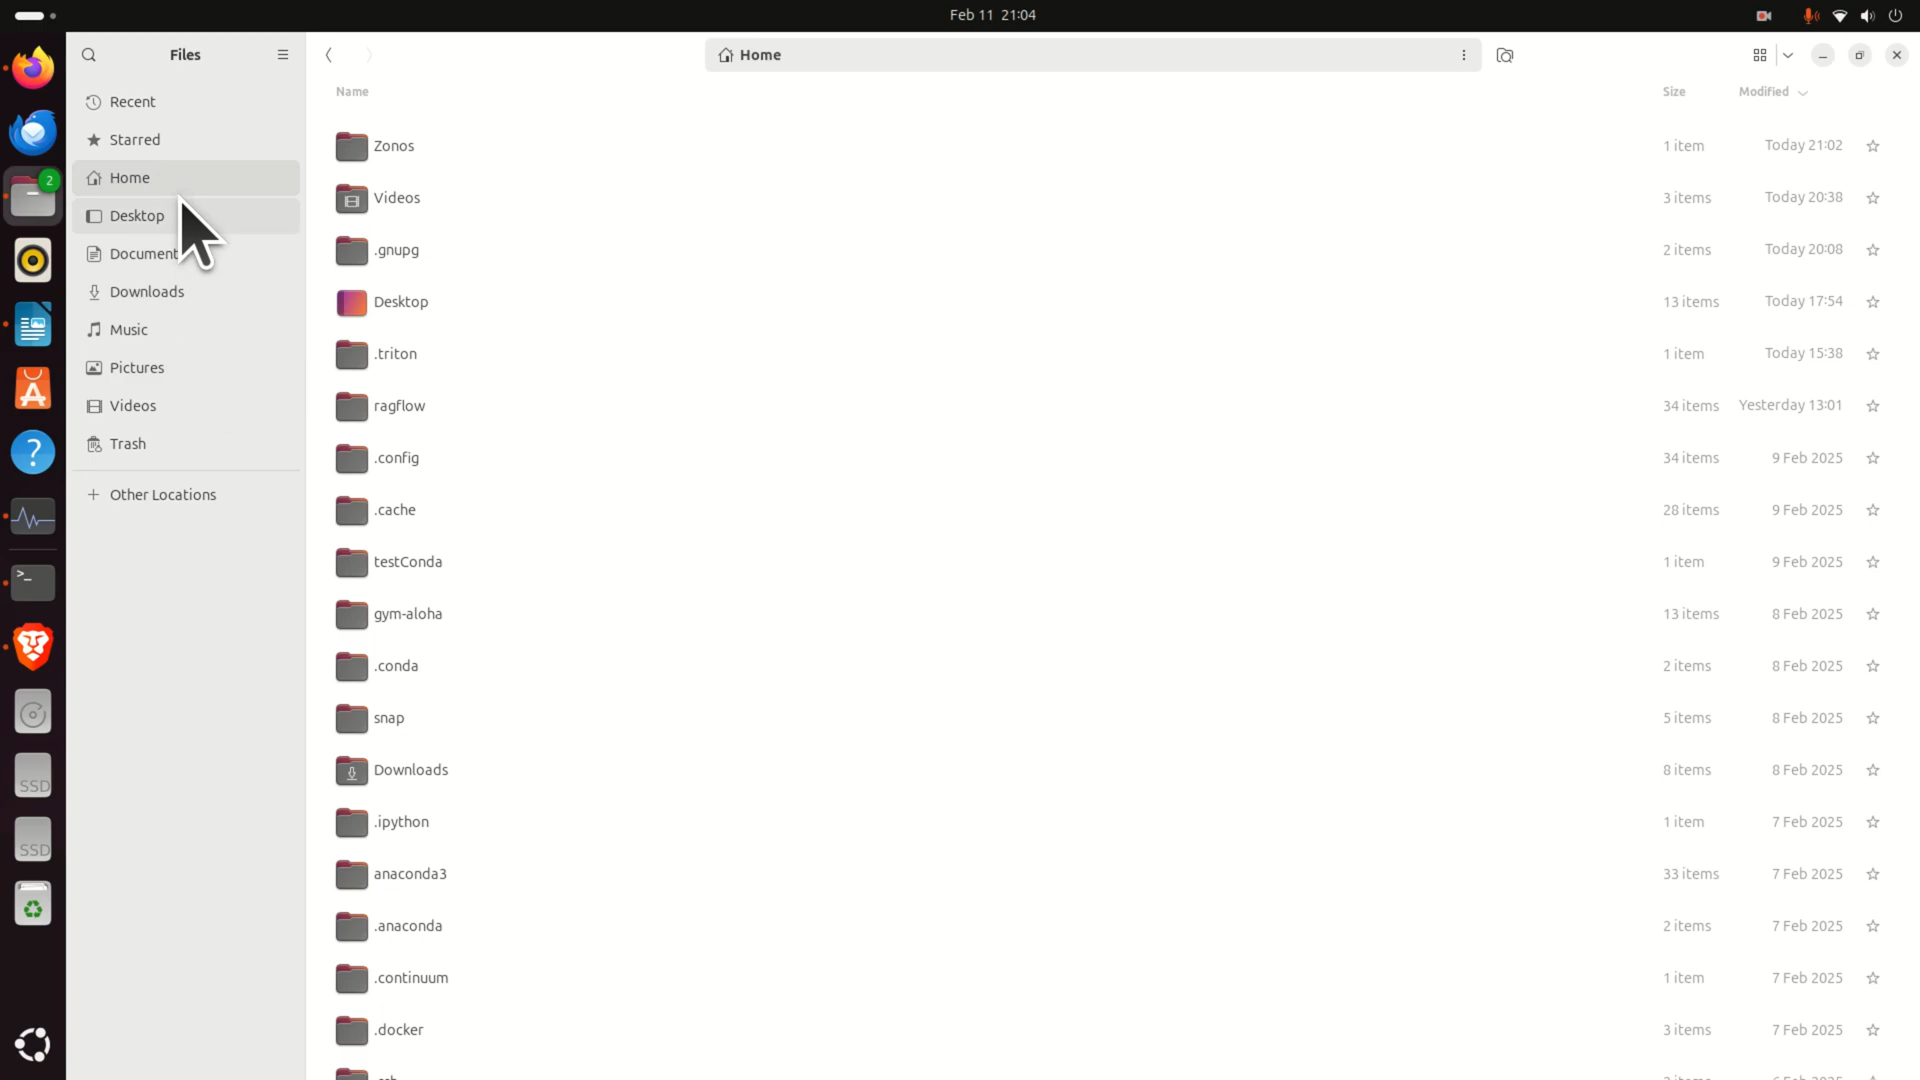 Feb 11 21:04
Files
Home
Recent
Starred
Home
Desktop
Document
Downloads
Music
Pictures
Videos
Trash
Other Locations
2
SSD
SSD
Name Size Modified
Zonos 1 item Today 21:02
Videos 3 items Today 20:38
.gnupg 2 items Today 20:08
Desktop 13 items Today 17:54
.triton 1 item Today 15:38
ragflow 34 items Yesterday 13:01
.config 34 items 9 Feb 2025
.cache 28 items 9 Feb 2025
testConda 1 item 9 Feb 2025
gym-aloha 13 items 8 Feb 2025
.conda 2 items 8 Feb 2025
snap 5 items 8 Feb 2025
Downloads 8 items 8 Feb 2025
.ipython 1 item 7 Feb 2025
anaconda3 33 items 7 Feb 2025
.anaconda 2 items 7 Feb 2025
.continuum 1 item 7 Feb 2025
.docker 3 items 7 Feb 2025